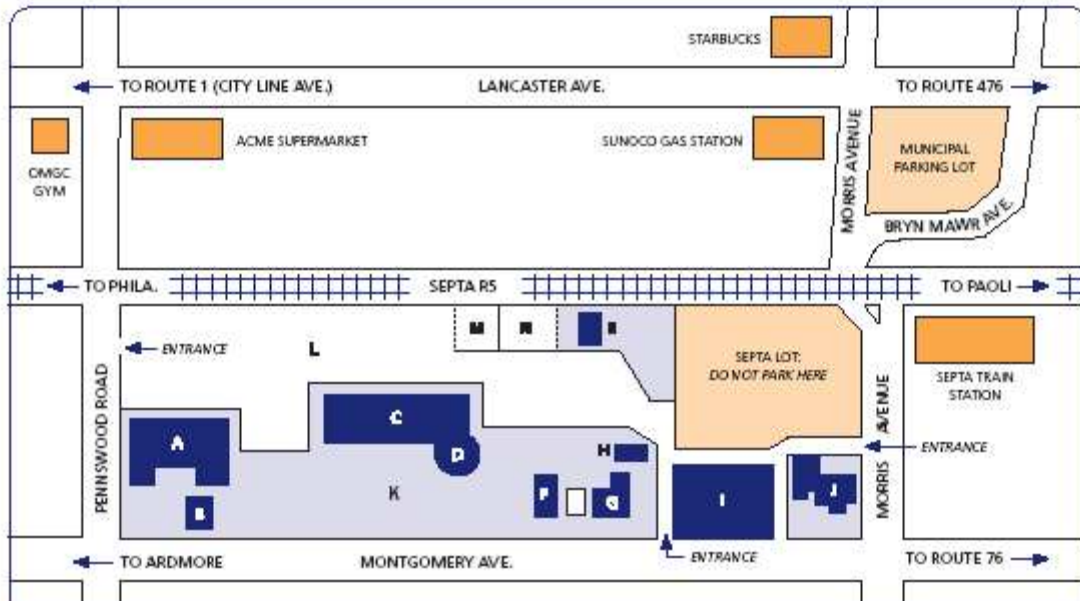 STARBUCKS
TO ROUTE 1 (CITY LINE AVE.)
LANCASTER AVE.
TO ROUTE 476
OMGC
GYM
ACME SUPERMARKET
SUNOCO GAS STATION
MORRIS AVENUE
MUNICIPAL
PARKING LOT
BRYN MAWR AVE.
TO PHILA.
SEPTA R5
TO PAOLI
ENTRANCE
L
M
N
SEPTA LOT:
DO NOT PARK HERE
SEPTA TRAIN
STATION
PENNSWOOD ROAD
A
C
D
H
K
F
G
I
J
MORRIS AVENUE
ENTRANCE
ENTRANCE
TO ARDMORE
MONTGOMERY AVE.
TO ROUTE 76